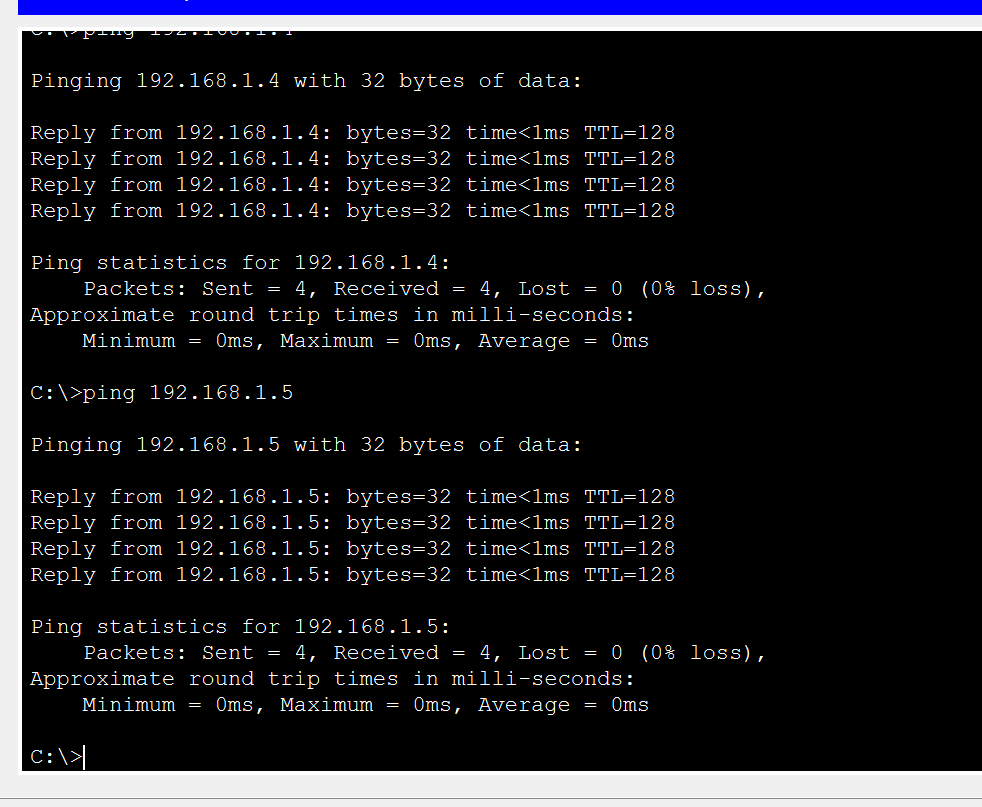 C:\>ping 192.168.1.4
Pinging 192.168.1.4 with 32 bytes of data:
Reply from 192.168.1.4: bytes=32 time<1ms TTL=128
Reply from 192.168.1.4: bytes=32 time<1ms TTL=128
Reply from 192.168.1.4: bytes=32 time<1ms TTL=128
Reply from 192.168.1.4: bytes=32 time<1ms TTL=128
Ping statistics for 192.168.1.4:
Packets: Sent = 4, Received = 4, Lost = 0 (0% loss),
Approximate round trip times in milli-seconds:
Minimum = 0ms, Maximum = 0ms, Average = 0ms
C:\>ping 192.168.1.5
Pinging 192.168.1.5 with 32 bytes of data:
Reply from 192.168.1.5: bytes=32 time<1ms TTL=128
Reply from 192.168.1.5: bytes=32 time<1ms TTL=128
Reply from 192.168.1.5: bytes=32 time<1ms TTL=128
Reply from 192.168.1.5: bytes=32 time<1ms TTL=128
Ping statistics for 192.168.1.5:
Packets: Sent = 4, Received = 4, Lost = 0 (0% loss),
Approximate round trip times in milli-seconds:
Minimum = 0ms, Maximum = 0ms, Average = 0ms
C:\>